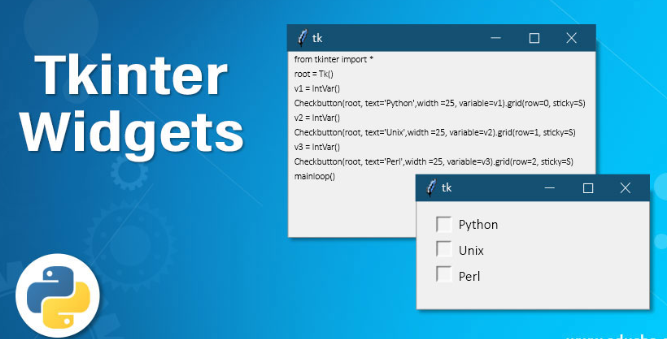 Tkinter
Widgets
tk
from tkinter import *
root = Tk()
v1 = IntVar()
Checkbutton(root, text='Python',width =25, variable=v1).grid(row=0, sticky=S)
v2 = IntVar()
Checkbutton(root, text='Unix',width =25, variable=v2).grid(row=1, sticky=S)
v3 = IntVar()
Checkbutton(root, text='Perl',width =25, variable=v3).grid(row=2, sticky=S)
mainloop()
tk
Python
Unix
Perl